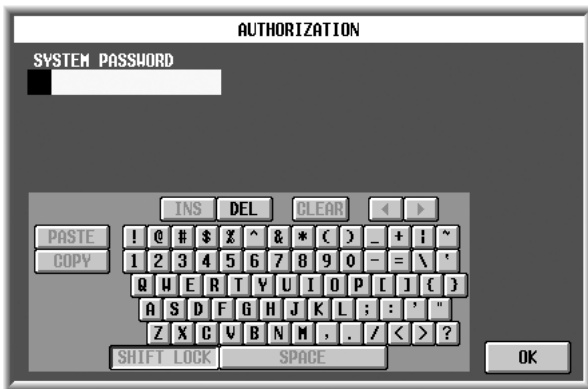 AUTHORIZATION
SYSTEM PASSWORD
INS DEL CLEAR
PASTE ! @ # $ % ^ & * ( ) _ + ¦ ~
COPY 1 2 3 4 5 6 7 8 9 0 - = \ `
Q W E R T Y U I O P [ ] { }
A S D F G H J K L ; : ' "
Z X C V B N M , . / < > ?
SHIFT LOCK SPACE OK